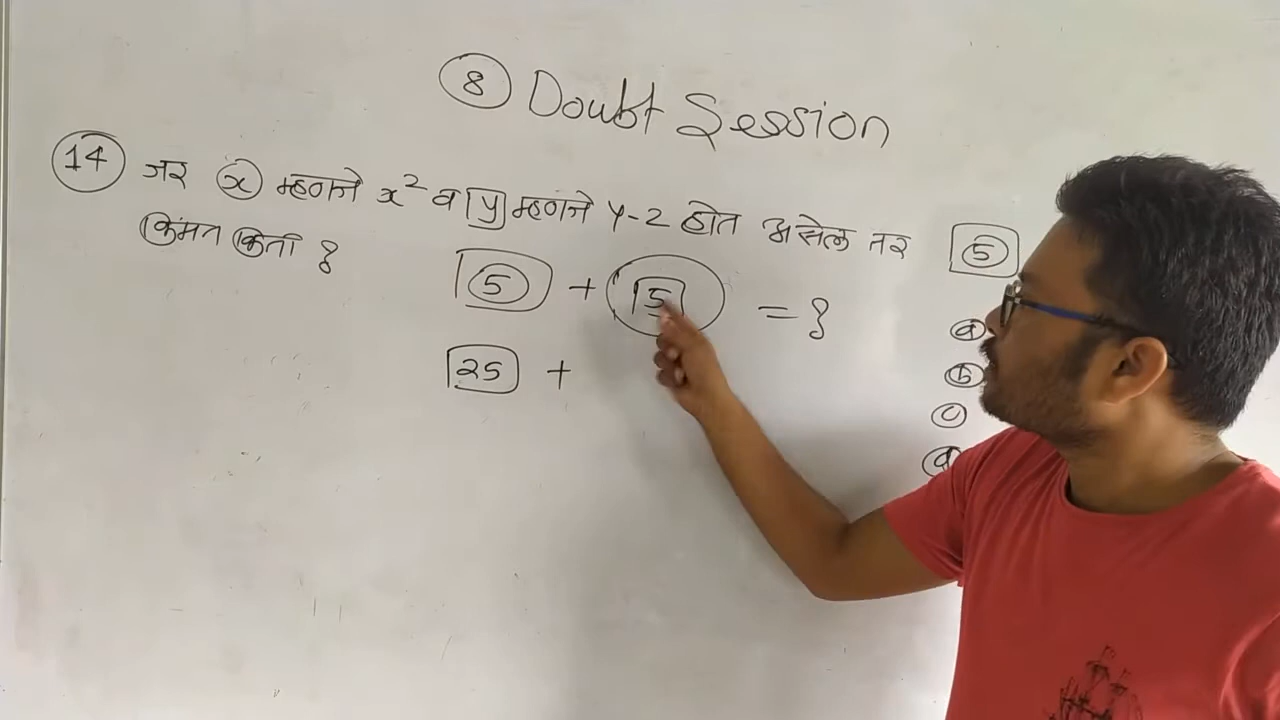 8 Doubt Session
14 जर x म्हणजे x² व y म्हणजे y-2 होत असेल तर 5
किंमत किती ?
5 + 5 = ?
25 +
a
b
c
d